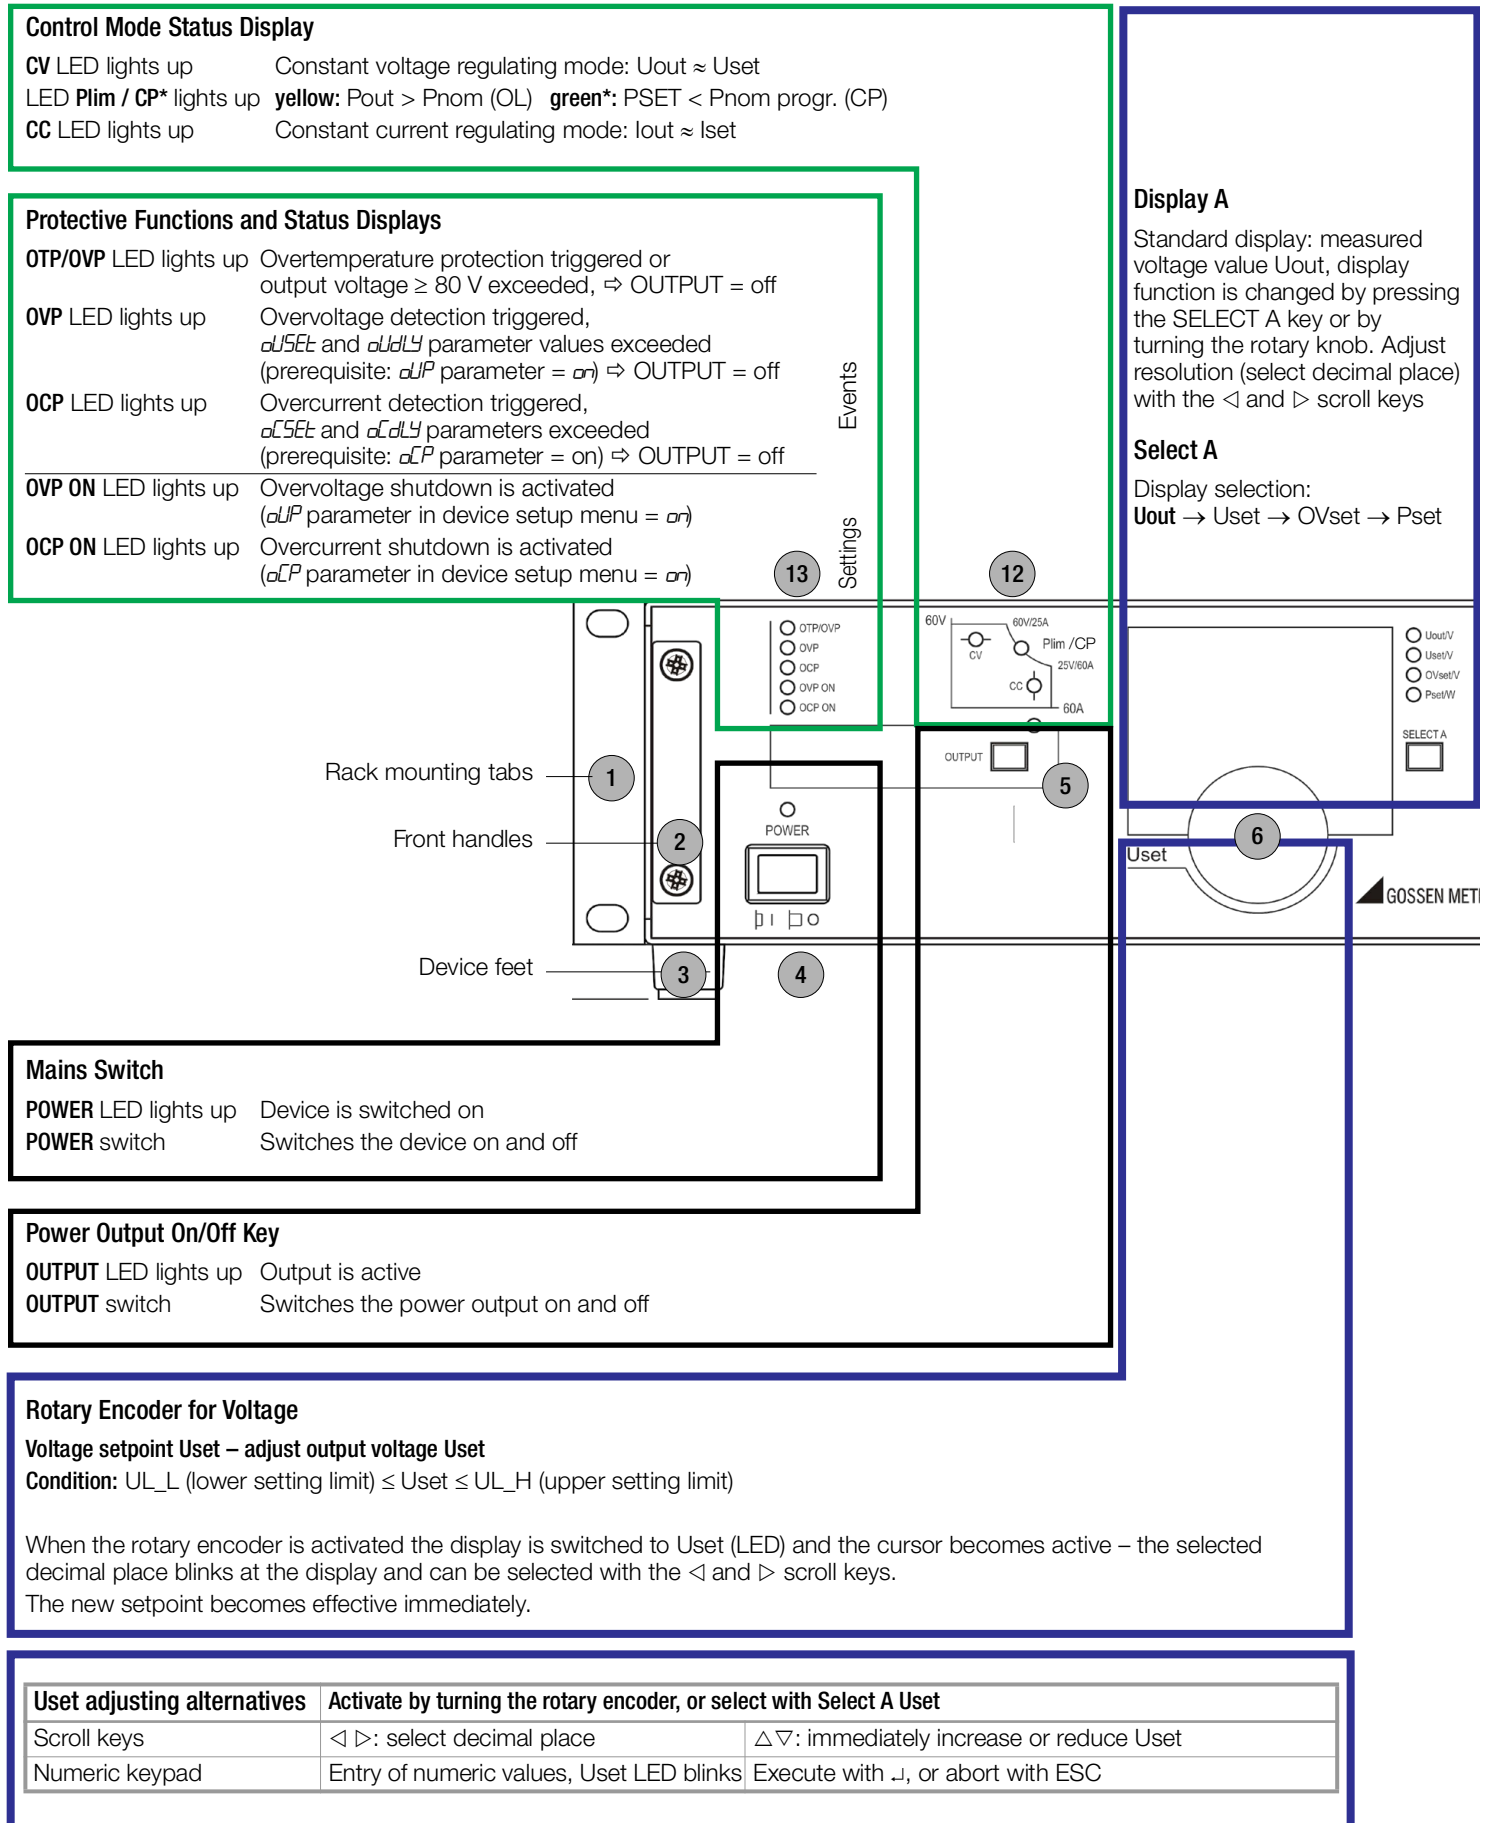 Control Mode Status Display
CV LED lights up Constant voltage regulating mode: Uout ≈ Uset
LED Plim / CP* lights up yellow: Pout > Pnom (OL) green*: PSET < Pnom progr. (CP)
CC LED lights up Constant current regulating mode: Iout ≈ Iset
Protective Functions and Status Displays
OTP/OVP LED lights up Overtemperature protection triggered or
output voltage ≥ 80 V exceeded, ⇨ OUTPUT = off
OVP LED lights up Overvoltage detection triggered,
oUSEt and oUdLY parameter values exceeded
(prerequisite: oUP parameter = on) ⇨ OUTPUT = off
OCP LED lights up Overcurrent detection triggered,
oCSEt and oCdLY parameters exceeded
(prerequisite: oCP parameter = on) ⇨ OUTPUT = off
Events
OVP ON LED lights up Overvoltage shutdown is activated
(oUP parameter in device setup menu = on)
OCP ON LED lights up Overcurrent shutdown is activated
(oCP parameter in device setup menu = on)
Settings
Display A
Standard display: measured
voltage value Uout, display
function is changed by pressing
the SELECT A key or by
turning the rotary knob. Adjust
resolution (select decimal place)
with the ◁ and ▷ scroll keys
Select A
Display selection:
Uout → Uset → OVset → Pset
13
12
OTP/OVP
OVP
OCP
OVP ON
OCP ON
60V
60V/25A
CV
Plim /CP
25V/60A
CC
60A
Uout/V
Uset/V
OVset/V
Pset/W
SELECT A
OUTPUT
5
Rack mounting tabs
1
Front handles
2
POWER
I O
6
Uset
GOSSEN METI
Device feet
3
4
Mains Switch
POWER LED lights up Device is switched on
POWER switch Switches the device on and off
Power Output On/Off Key
OUTPUT LED lights up Output is active
OUTPUT switch Switches the power output on and off
Rotary Encoder for Voltage
Voltage setpoint Uset – adjust output voltage Uset
Condition: UL_L (lower setting limit) ≤ Uset ≤ UL_H (upper setting limit)
When the rotary encoder is activated the display is switched to Uset (LED) and the cursor becomes active – the selected
decimal place blinks at the display and can be selected with the ◁ and ▷ scroll keys.
The new setpoint becomes effective immediately.
Uset adjusting alternatives Activate by turning the rotary encoder, or select with Select A Uset
Scroll keys ◁ ▷: select decimal place △▽: immediately increase or reduce Uset
Numeric keypad Entry of numeric values, Uset LED blinks Execute with ↵, or abort with ESC